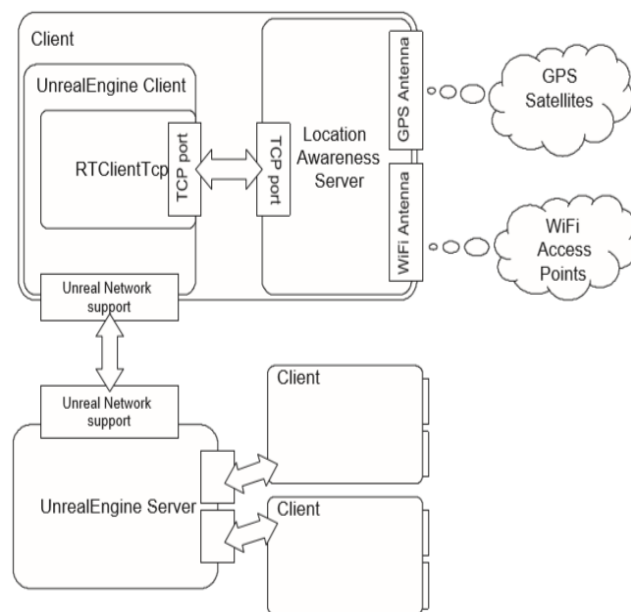 Client
UnrealEngine Client
RTClientTcp
TCP port
TCP port
Location
Awareness
Server
GPS Antenna
WiFi Antenna
GPS
Satellites
WiFi
Access
Points
Unreal Network
support
Unreal Network
support
UnrealEngine Server
Client
Client